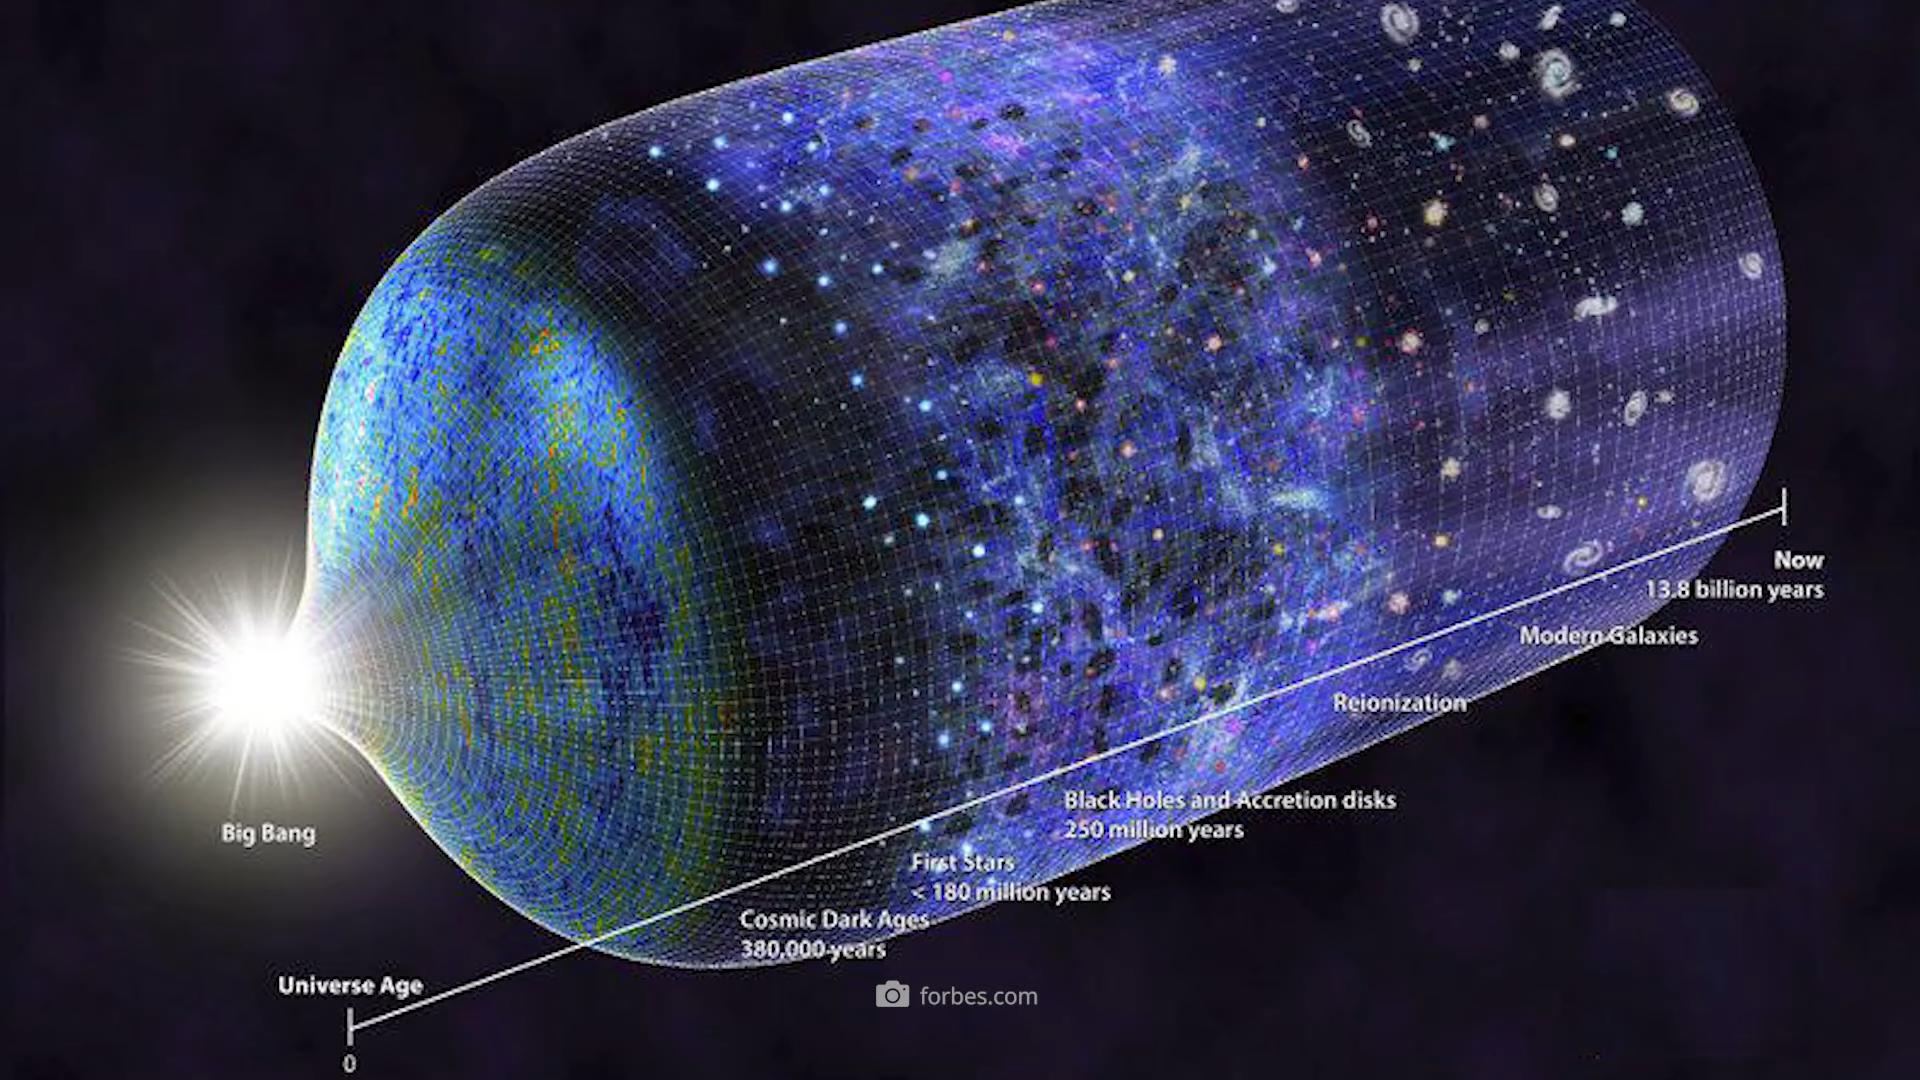 Now
13.8 billion years
Modern Galaxies
Reionization
Black Holes and Accretion disks
250 million years
First Stars
< 180 million years
Cosmic Dark Ages
380,000 years
Big Bang
Universe Age
0
forbes.com